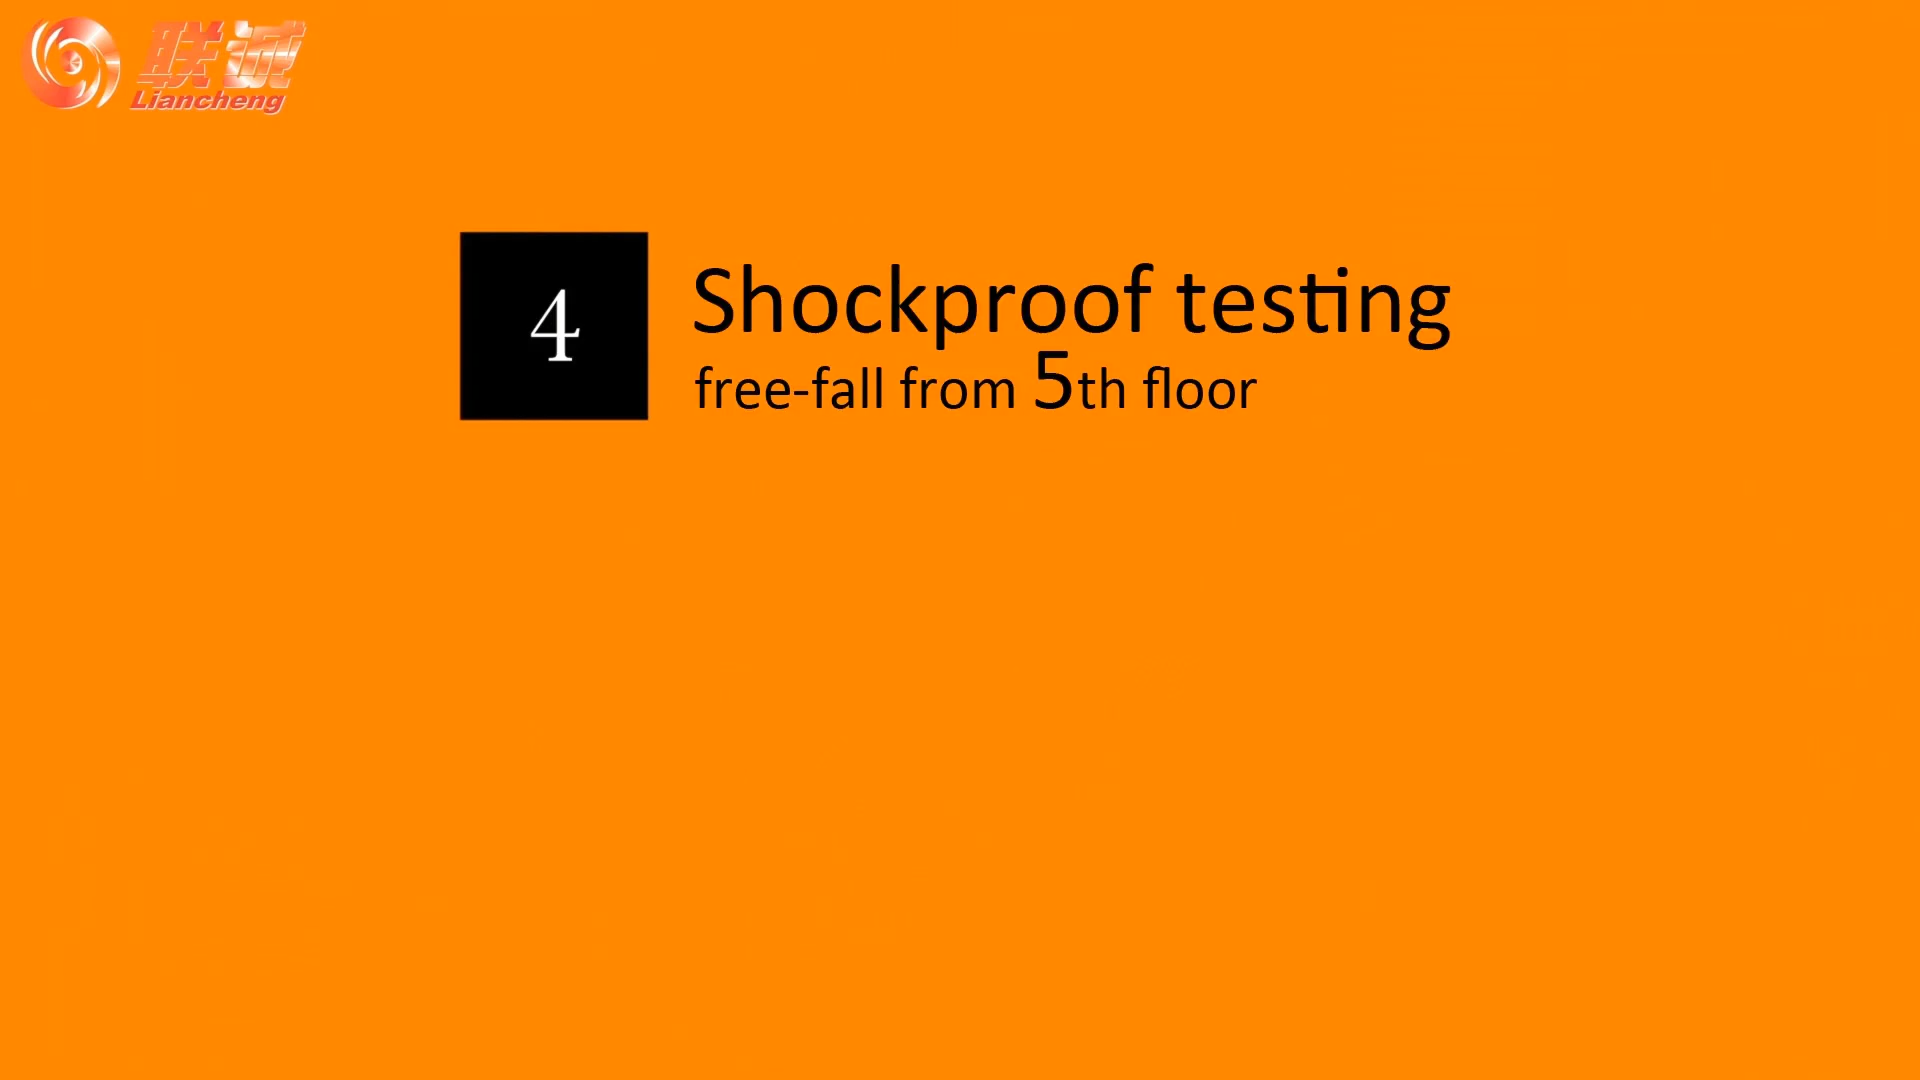 联诚
Liancheng
4
Shockproof testing
free-fall from 5th floor